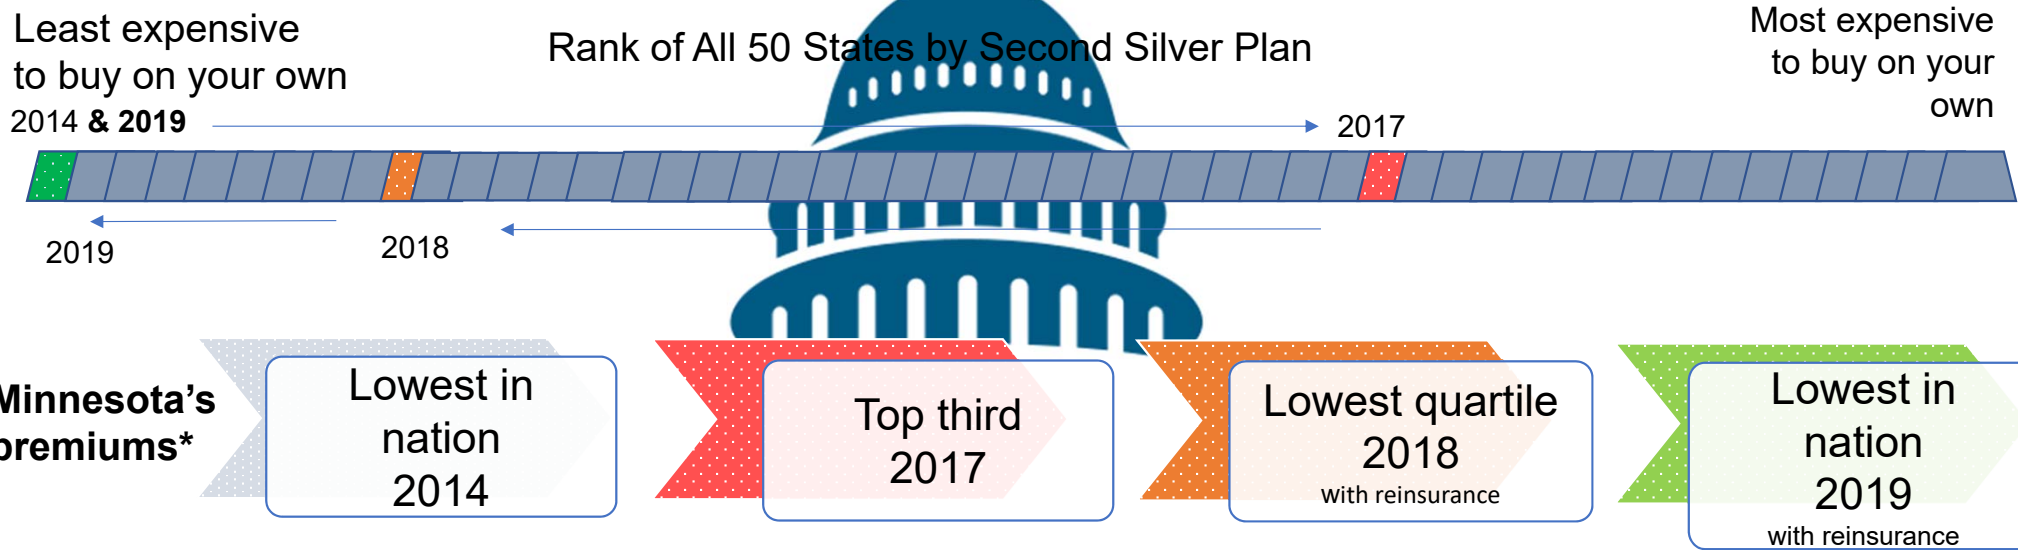 Least expensive
to buy on your own
2014 & 2019
Rank of All 50 States by Second Silver Plan
Most expensive
to buy on your
own
2017
2019
2018
Minnesota's
premiums*
Lowest in
nation
2014
Top third
2017
Lowest quartile
2018
with reinsurance
Lowest in
nation
2019
with reinsurance